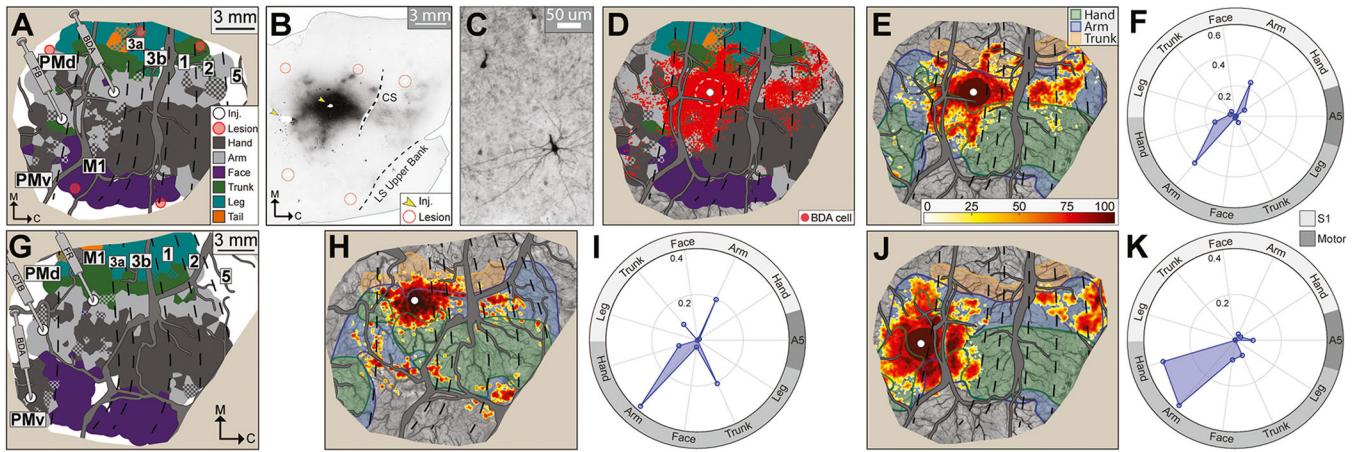 A
BDA
FB
PMd
3a
3b
1
2
5
3 mm
M1
PMv
M
C
Inj.
Lesion
Hand
Arm
Face
Trunk
Leg
Tail
B
3 mm
CS
LS Upper Bank
M
C
Inj.
Lesion
C
50 um
D
BDA cell
E
Hand
Arm
Trunk
0 25 50 75 100
F
Face
Arm
Hand
A5
Leg
Trunk
Face
Arm
Hand
Leg
Trunk
0.6
0.4
0.2
S1
Motor
G
3 mm
CTB
FR
BDA
PMd
M1
3a
3b
1
2
5
PMv
M
C
H
I
Face
Arm
Hand
A5
Leg
Trunk
Face
Arm
Hand
Leg
Trunk
0.4
0.2
J
K
Face
Arm
Hand
A5
Leg
Trunk
Face
Arm
Hand
Leg
Trunk
0.4
0.2